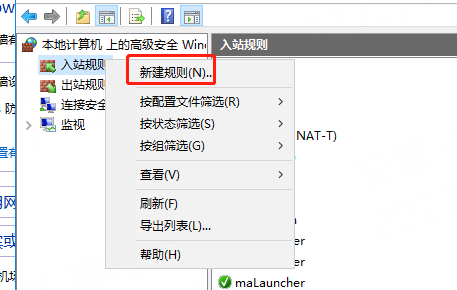 本地计算机 上的高级安全 Wind
入站规则
入站规则
出站规则
连接安全
监视
新建规则(N)...
按配置文件筛选(R)
按状态筛选(S)
按组筛选(G)
查看(V)
刷新(F)
导出列表(L)...
帮助(H)
NAT-T)
maLauncher